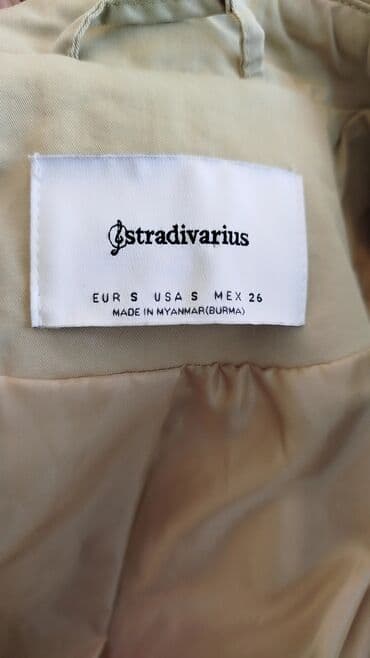 stradivarius
EUR S USA S MEX 26
MADE IN MYANMAR(BURMA)